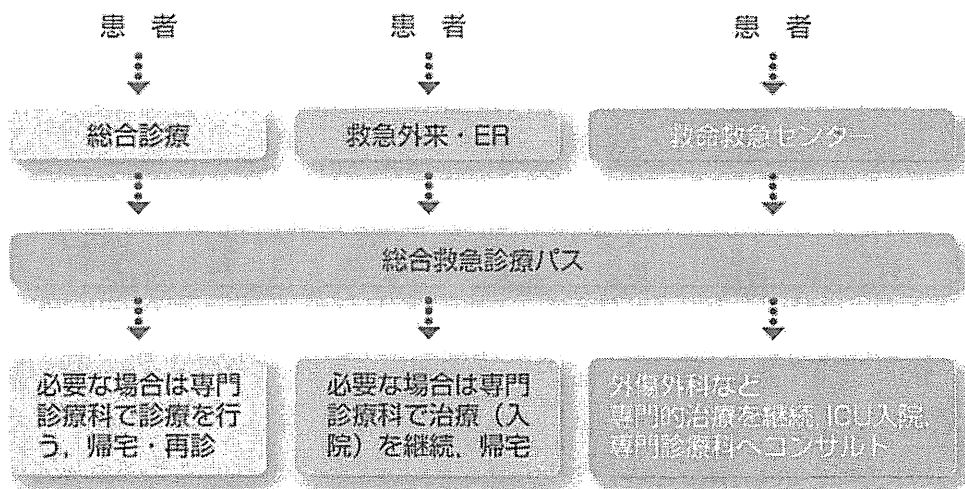 患者
患者
患者
総合診療
救急外来・ER
救命救急センター
総合救急診療パス
必要な場合は専門
診療科で診療を行
う，帰宅・再診
必要な場合は専門
診療科で治療（入
院）を継続，帰宅
外傷外科など
専門的治療を継続，ICU入院，
専門診療科へコンサルト